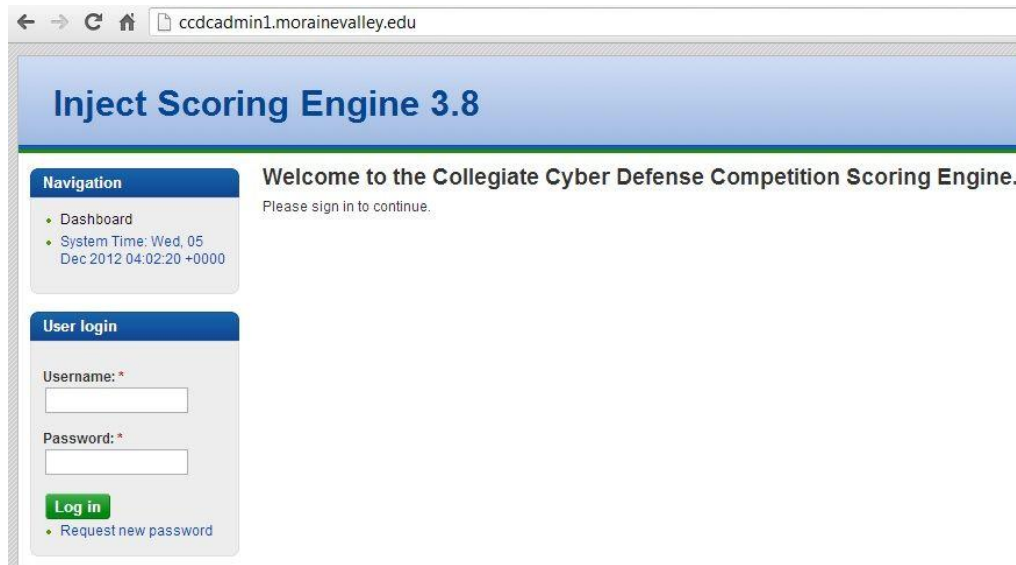 ccdcadmin1.morainevalley.edu
Inject Scoring Engine 3.8
Navigation
Dashboard
System Time: Wed, 05
Dec 2012 04:02:20 +0000
User login
Username: *
Password: *
Log in
Request new password
Welcome to the Collegiate Cyber Defense Competition Scoring Engine.
Please sign in to continue.